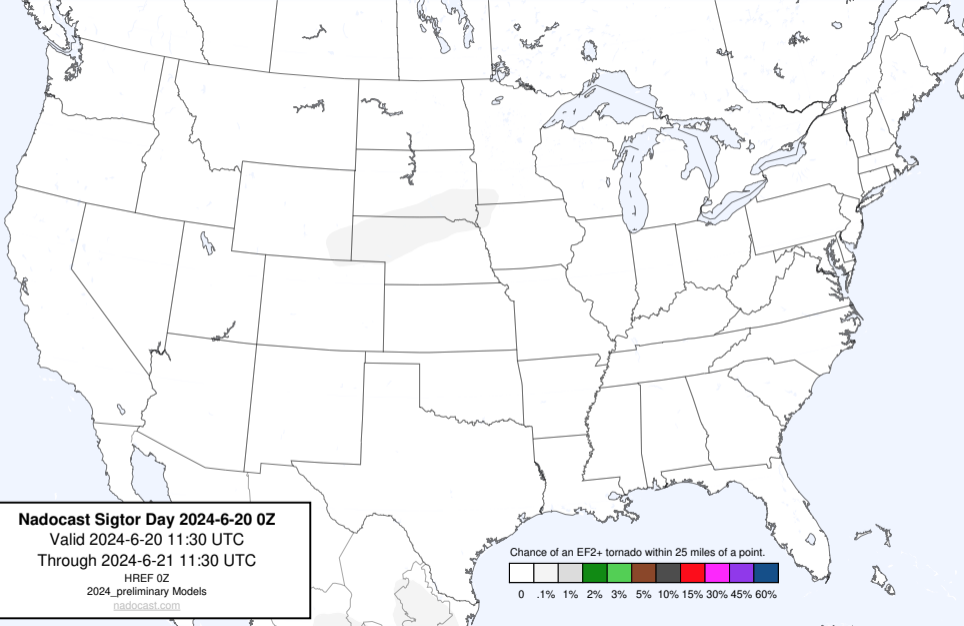 Nadocast Sigtor Day 2024-6-20 0Z
Valid 2024-6-20 11:30 UTC
Through 2024-6-21 11:30 UTC
HREF 0Z
2024_preliminary Models
nadocast.com
Chance of an EF2+ tornado within 25 miles of a point.
0 .1% 1% 2% 3% 5% 10% 15% 30% 45% 60%